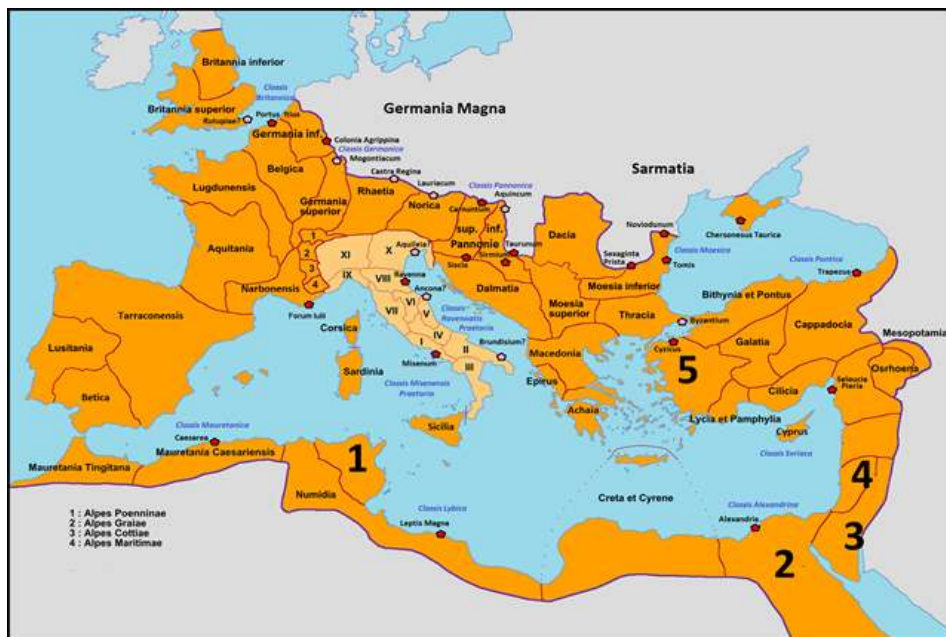 Britannia inferior
Classis
Britannica
Britannia superior
Rutupiae?
Portus Itius
Germania Magna
Germania inf.
Colonia Agrippina
Classis Germanica
Mogontiacum
Belgica
Sarmatia
Castra Regina
Lauriacum
Classis Pannonica
Aquincum
Carnuntum
Lugdunensis
Germania
superior
Rhaetia
Norica
sup.
inf.
Pannonie
Taurunum
Sirmium
Siscia
Dacia
Noviodunum
Chersonesus Taurica
Sexaginta
Prista
Classis Moesica
Tomis
Classis Pontica
Trapezus
Aquitania
1
2
3
4
XI
X
Aquileia?
IX
VIII
Ravenna
Ancona?
VI
V
VII
IV
I
II
III
Narbonensis
Forum Iulii
Dalmatia
Moesia
superior
Moesia inferior
Thracia
Bithynia et Pontus
Byzantium
Cyzicus
Galatia
Cappadocia
Mesopotamia
Osrhoena
Tarraconensis
Corsica
Classis
Ravennatis
Praetoria
Brundisium?
Misenum
Classis Misenensis
Praetoria
Macedonia
Epirus
Achaia
5
Cilicia
Seleucia
Pieria
Lusitania
Betica
Sardinia
Sicilia
Lycia et Pamphylia
Cyprus
Classis Syriaca
Classis Mauretanica
Caesarea
Mauretania Caesariensis
Mauretania Tingitana
1
Numidia
Classis Lybica
Leptis Magna
Creta et Cyrene
Classis Alexandrina
Alexandria
4
3
2
1 : Alpes Poenninae
2 : Alpes Graiae
3 : Alpes Cottiae
4 : Alpes Maritimae